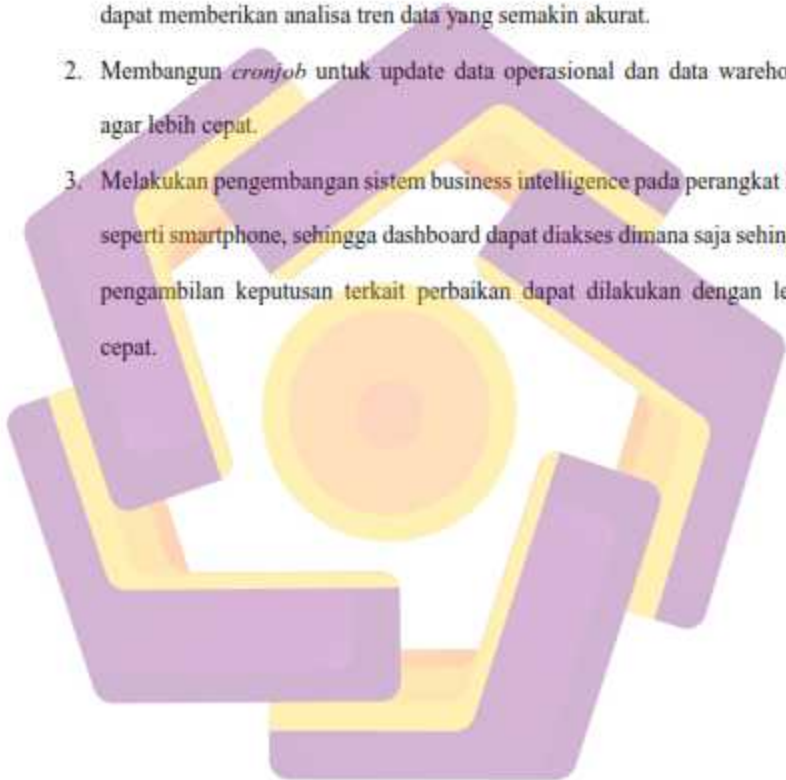 dapat memberikan analisa tren data yang semakin akurat.
2. Membangun cronjob untuk update data operasional dan data wareho
agar lebih cepat.
3. Melakukan pengembangan sistem business intelligence pada perangkat
seperti smartphone, sehingga dashboard dapat diakses dimana saja sehin
pengambilan keputusan terkait perbaikan dapat dilakukan dengan le
cepat.